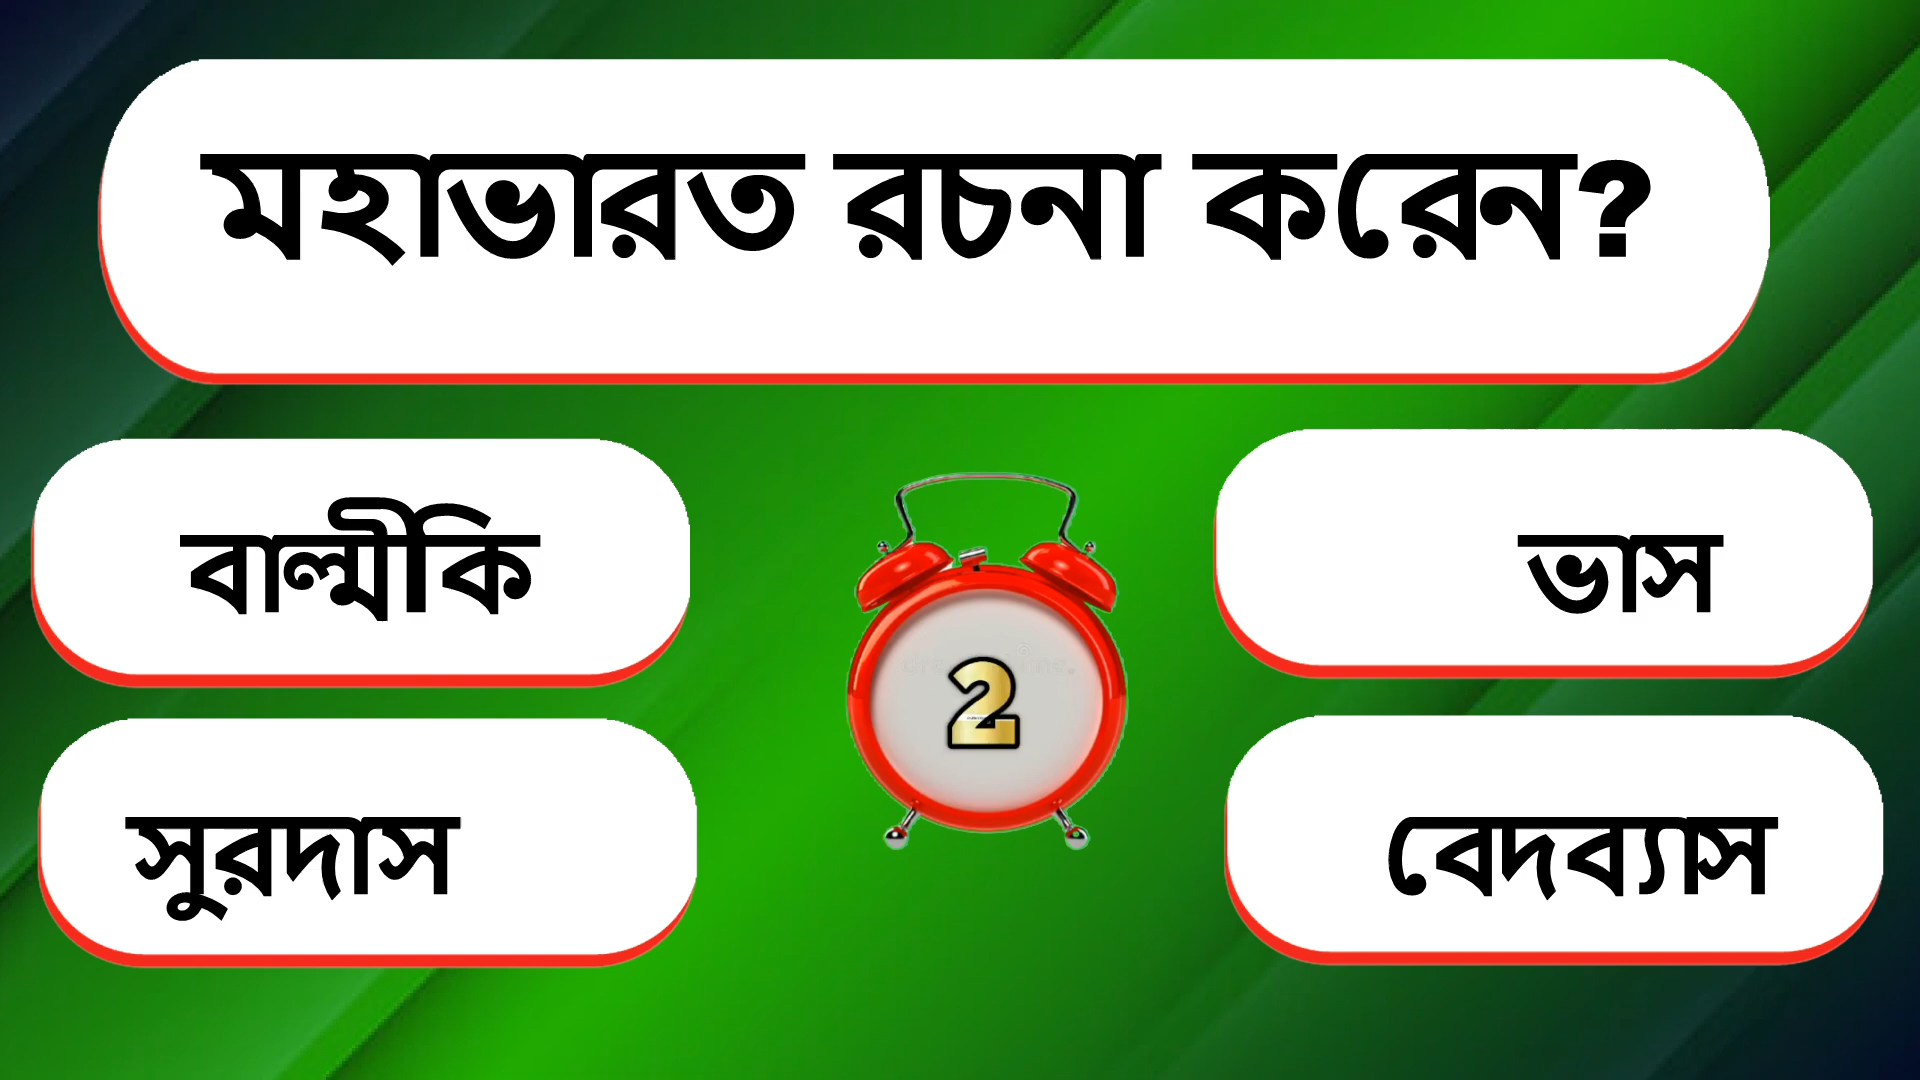 মহাভারত রচনা করেন?
বাল্মীকি
ভাস
2
সুরদাস
বেদব্যাস